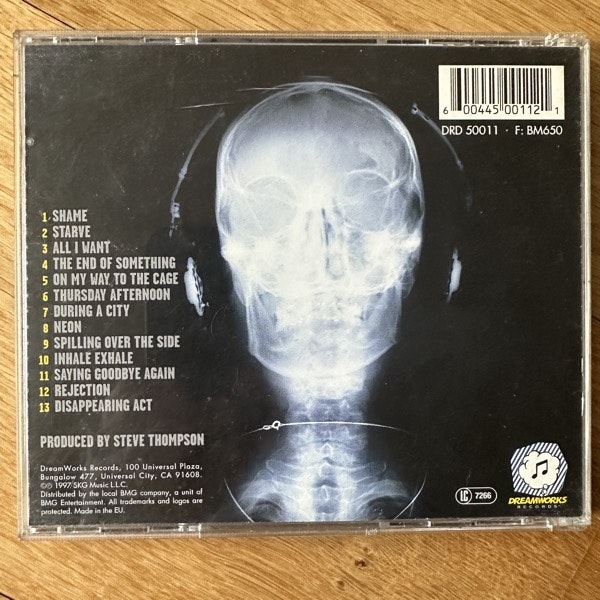 6 00445 00112 1
DRD 50011 · F: BM650
1 SHAME
2 STARVE
3 ALL I WANT
4 THE END OF SOMETHING
5 ON MY WAY TO THE CAGE
6 THURSDAY AFTERNOON
7 DURING A CITY
8 NEON
9 SPILLING OVER THE SIDE
10 INHALE EXHALE
11 SAYING GOODBYE AGAIN
12 REJECTION
13 DISAPPEARING ACT
PRODUCED BY STEVE THOMPSON
DreamWorks Records, 100 Universal Plaza,
Bungalow 477, Universal City, CA 91608.
℗© 1997 SKG Music L.L.C.
Distributed by the local BMG company, a unit of
BMG Entertainment. All trademarks and logos are
protected. Made in the EU.
LC 7266
DREAMWORKS
RECORDS